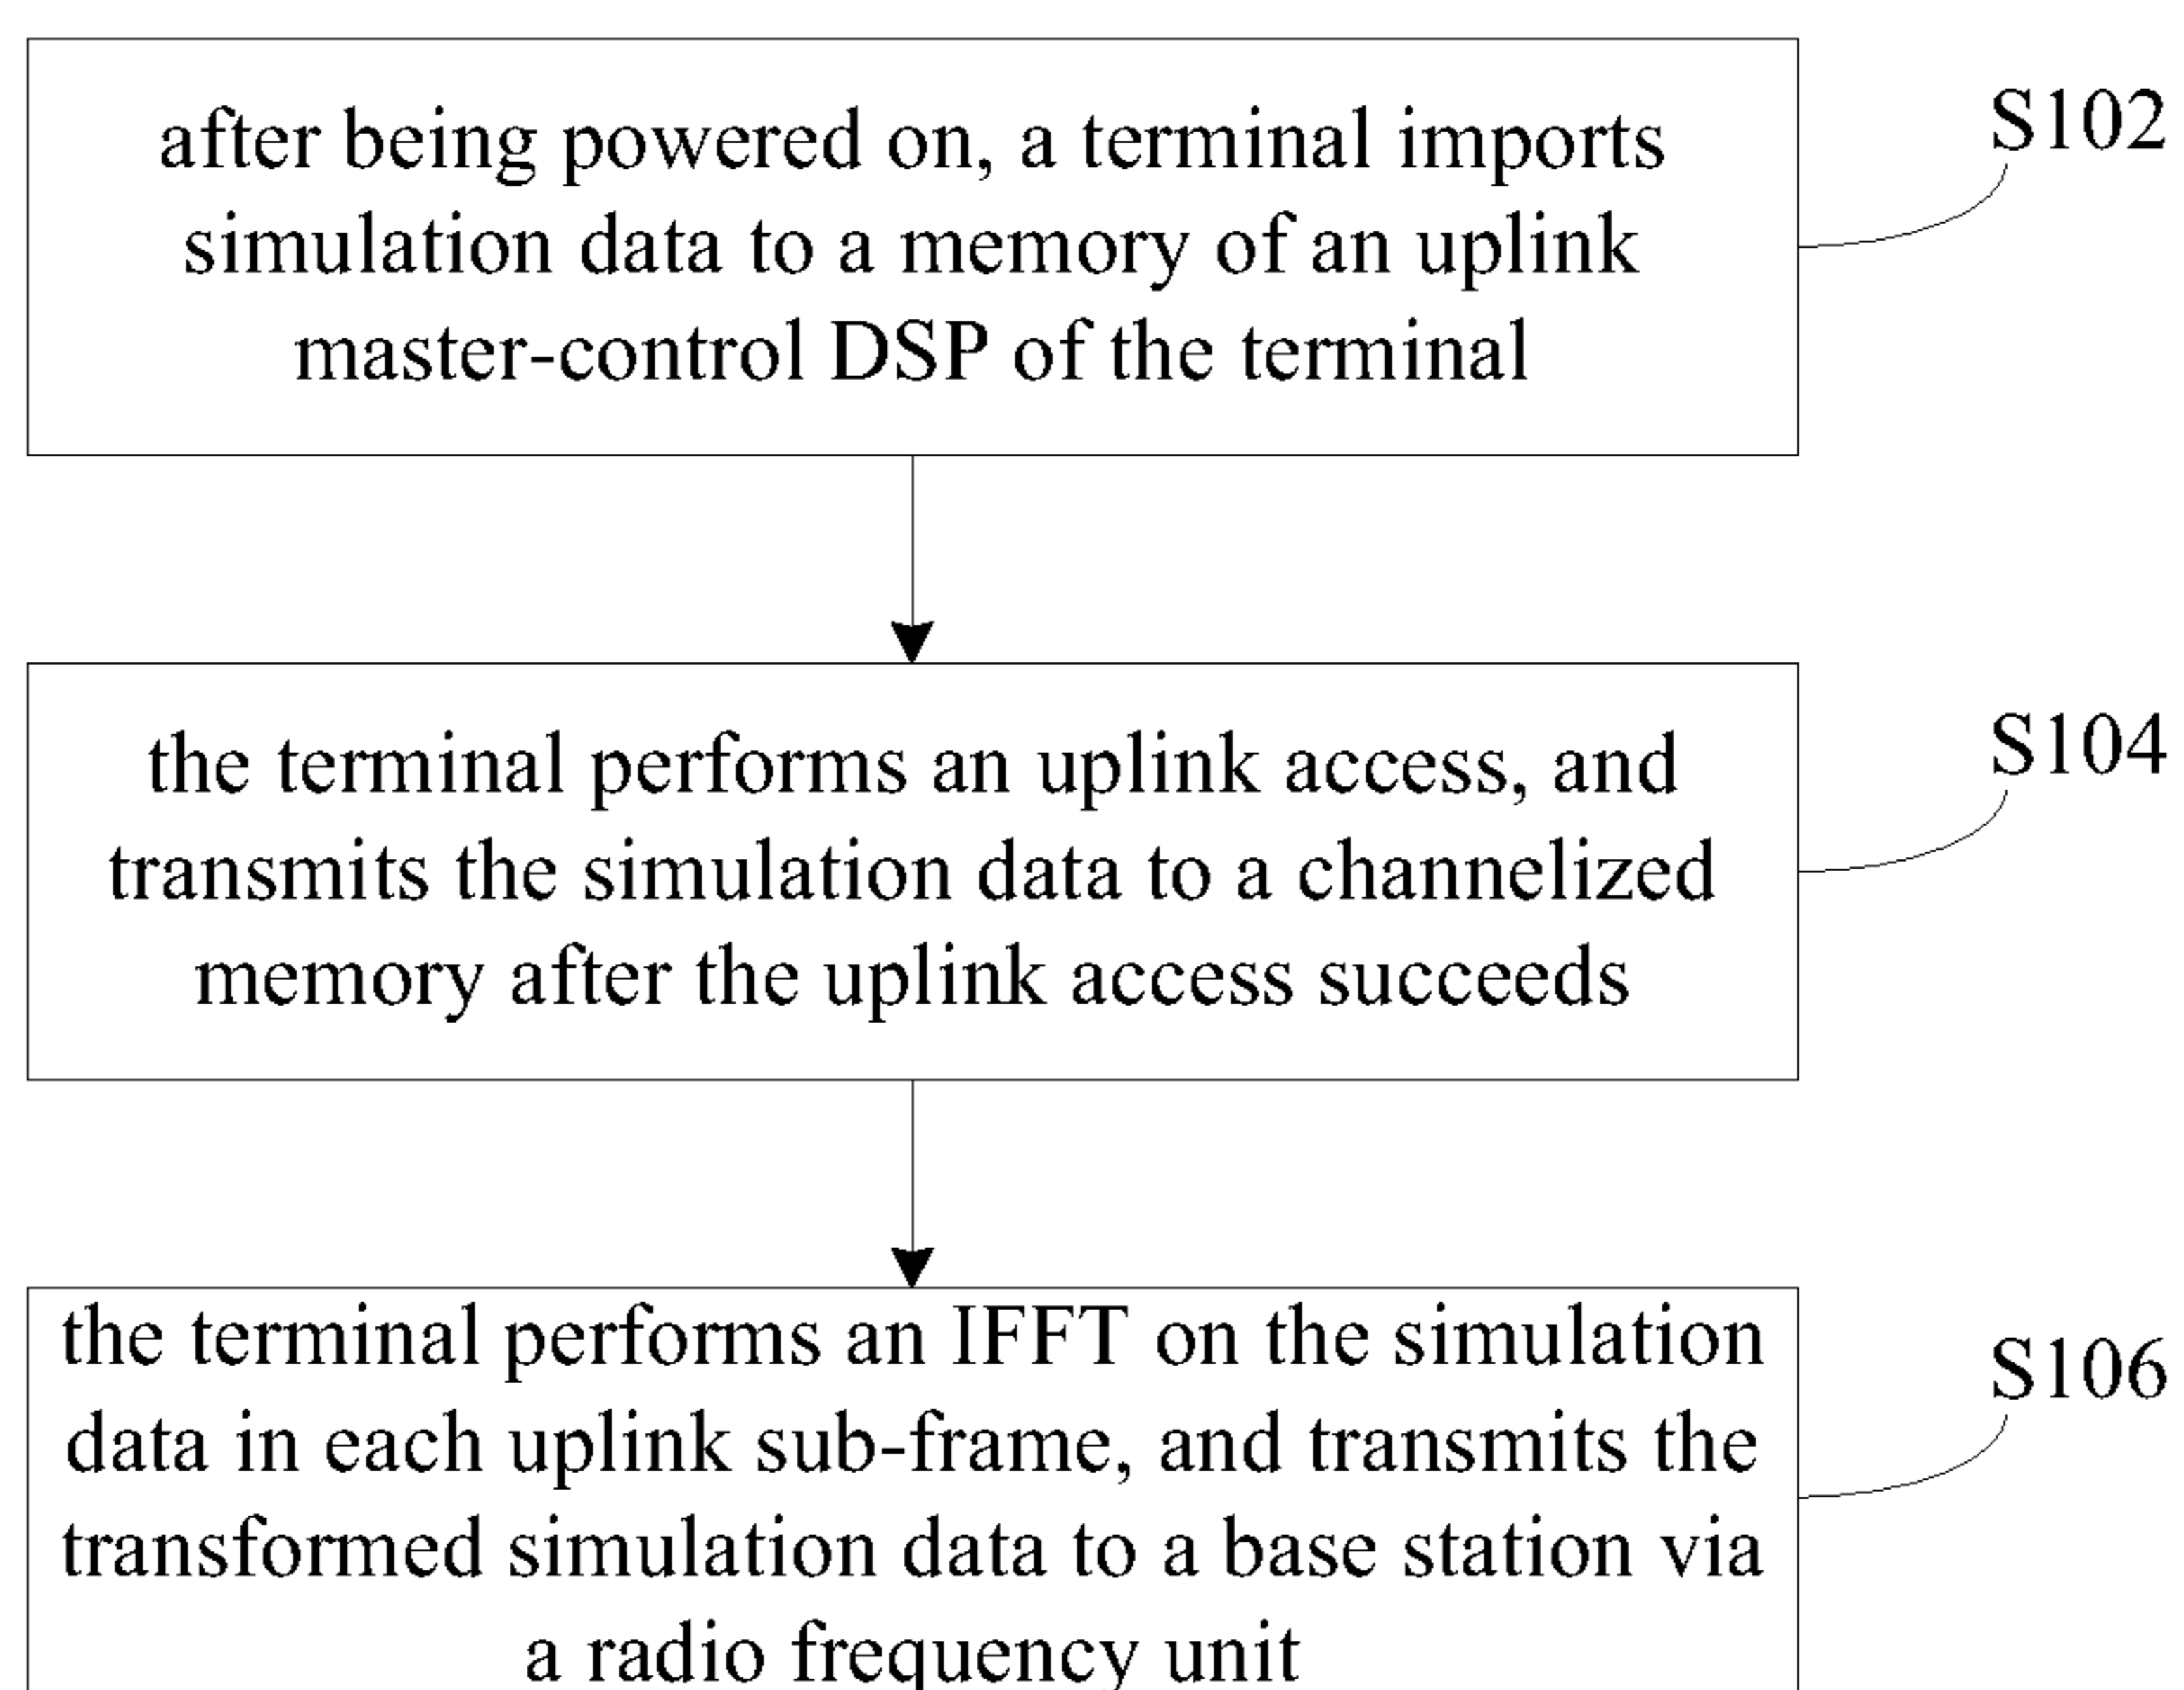 after being powered on, a terminal imports
simulation data to a memory of an uplink
master-control DSP of the terminal
S102
the terminal performs an uplink access, and
transmits the simulation data to a channelized
memory after the uplink access succeeds
S104
the terminal performs an IFFT on the simulation
data in each uplink sub-frame, and transmits the
transformed simulation data to a base station via
a radio frequency unit
S106